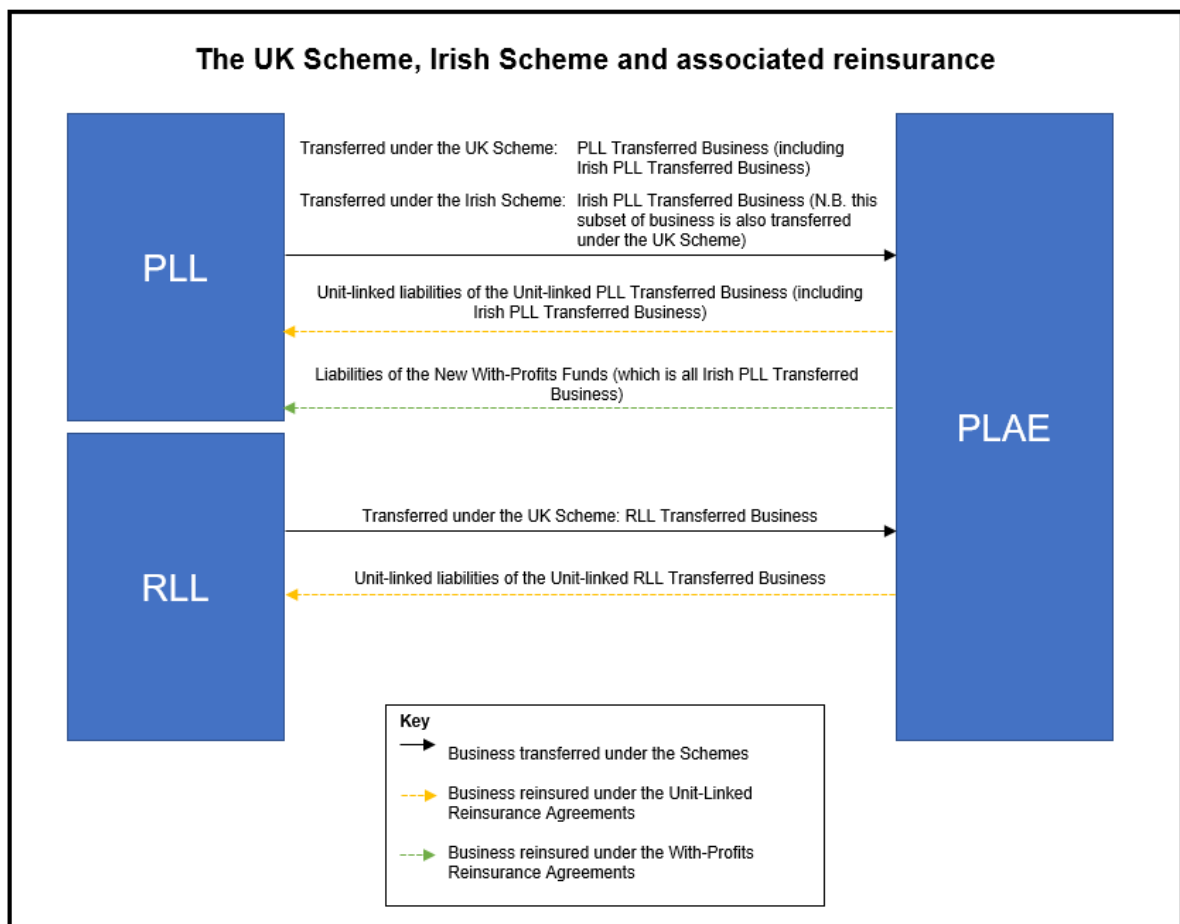 The UK Scheme, Irish Scheme and associated reinsurance
PLL
Transferred under the UK Scheme: PLL Transferred Business (including
Irish PLL Transferred Business)
Transferred under the Irish Scheme: Irish PLL Transferred Business (N.B. this
subset of business is also transferred
under the UK Scheme)
Unit-linked liabilities of the Unit-linked PLL Transferred Business (including
Irish PLL Transferred Business)
Liabilities of the New With-Profits Funds (which is all Irish PLL Transferred
Business)
PLAE
RLL
Transferred under the UK Scheme: RLL Transferred Business
Unit-linked liabilities of the Unit-linked RLL Transferred Business
Key
Business transferred under the Schemes
Business reinsured under the Unit-Linked
Reinsurance Agreements
Business reinsured under the With-Profits
Reinsurance Agreements